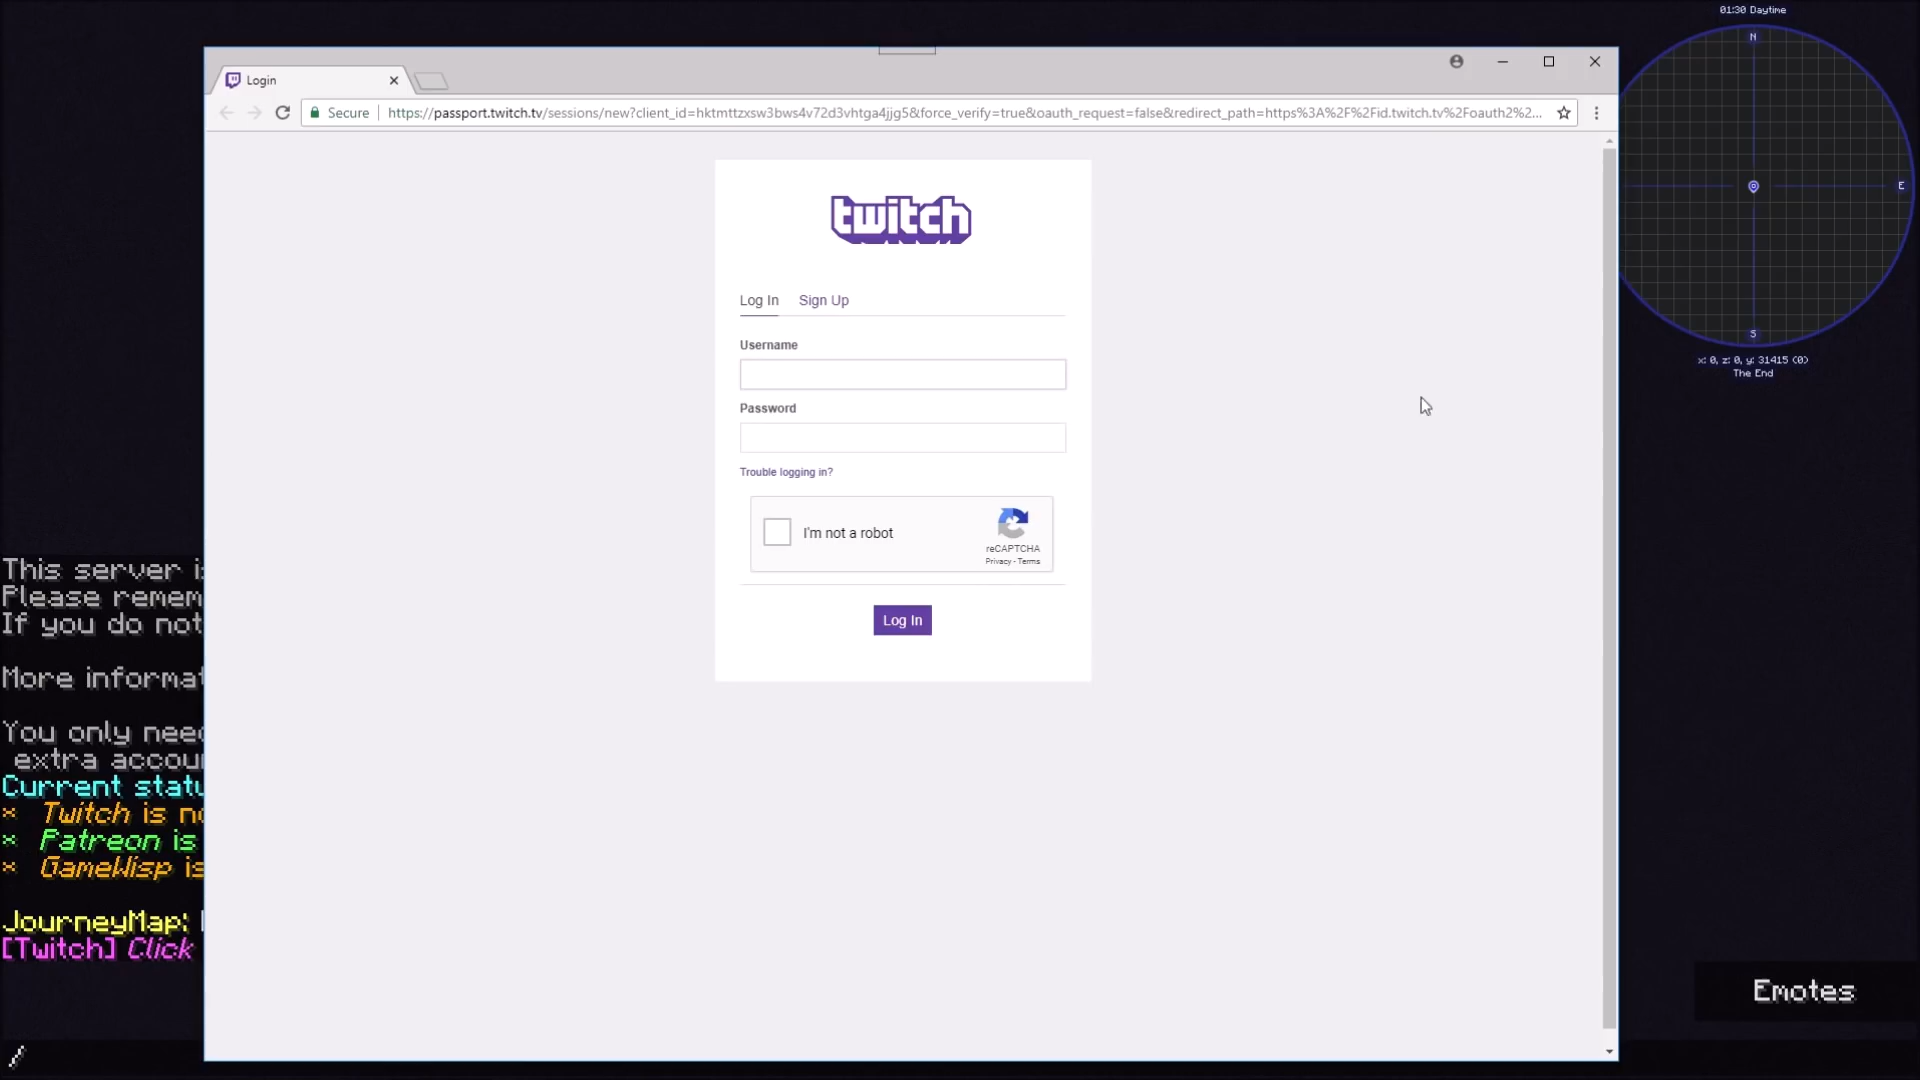 01:30 Daytime
N
E
S
x: 0, z: 0, y: 31415 (0)
The End
Login
Secure
https://passport.twitch.tv/sessions/new?client_id=hktmttzxsw3bws4v72d3vhtga4jjg5&force_verify=true&oauth_request=false&redirect_path=https%3A%2F%2Fid.twitch.tv%2Foauth2%2...
twitch
Log In Sign Up
Username
Password
Trouble logging in?
I'm not a robot
reCAPTCHA
Privacy - Terms
Log In
This server
Please remem
If you do not
More informat
You only need
extra accou
Current statu
× Twitch is no
× Patreon is
× GameWisp is
JourneyMap:
[Twitch] Click
/
Emotes